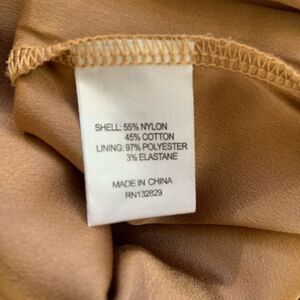 SHELL: 55% NYLON
45% COTTON
LINING: 97% POLYESTER
3% ELASTANE
MADE IN CHINA
RN132829